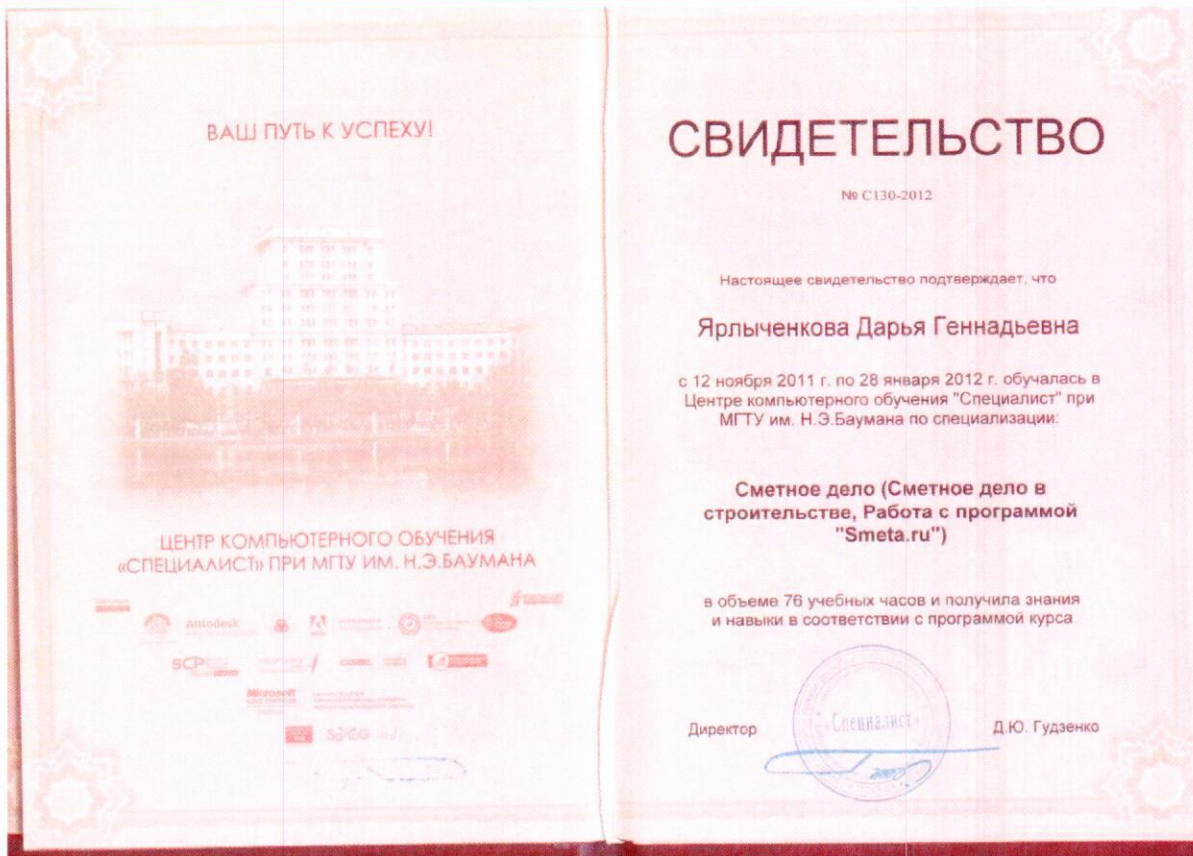 ВАШ ПУТЬ К УСПЕХУ!
ЦЕНТР КОМПЬЮТЕРНОГО ОБУЧЕНИЯ
«СПЕЦИАЛИСТ» ПРИ МГТУ ИМ. Н.Э.БАУМАНА
Autodesk
SCP
COREL
Microsoft
СВИДЕТЕЛЬСТВО
№ С130-2012
Настоящее свидетельство подтверждает, что
Ярлыченкова Дарья Геннадьевна
с 12 ноября 2011 г. по 28 января 2012 г. обучалась в
Центре компьютерного обучения "Специалист" при
МГТУ им. Н.Э.Баумана по специализации:
Сметное дело (Сметное дело в
строительстве, Работа с программой
"Smeta.ru")
в объеме 76 учебных часов и получила знания
и навыки в соответствии с программой курса
Директор
Специалист
Д.Ю. Гудзенко